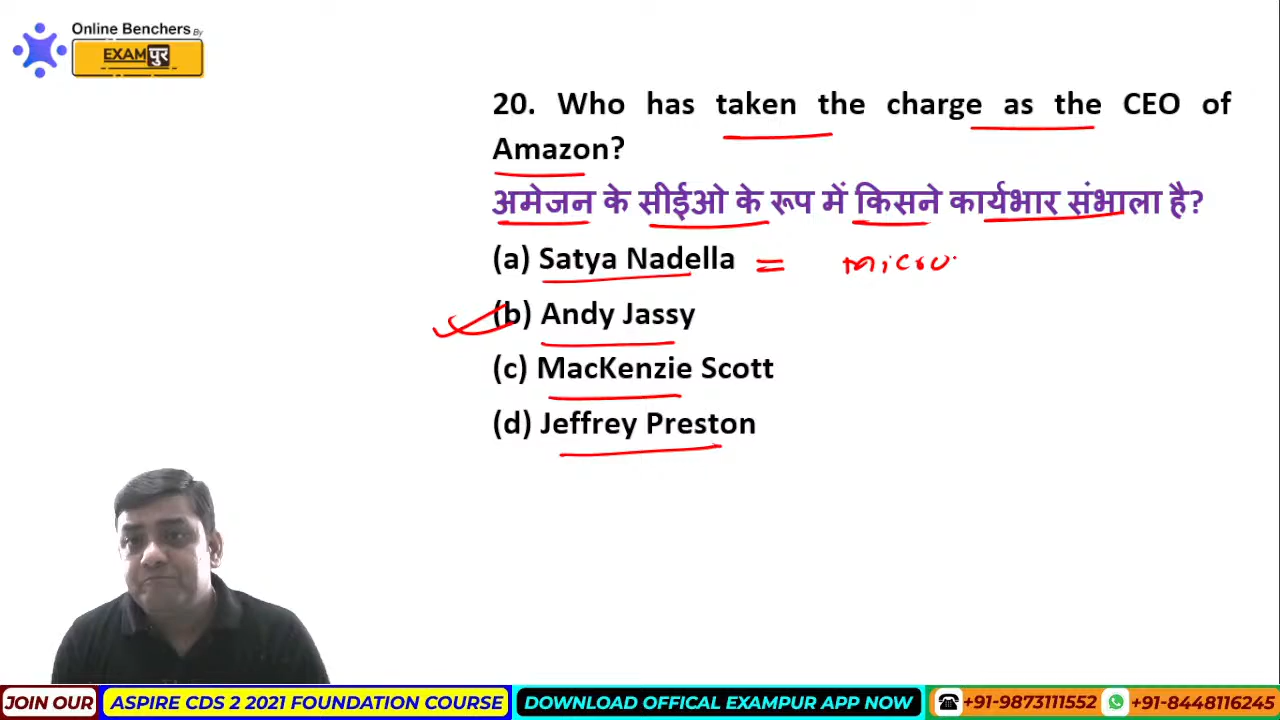 Online Benchers By
EXAMपुर
20. Who has taken the charge as the CEO of
Amazon?
अमेजन के सीईओ के रूप में किसने कार्यभार संभाला है?
(a) Satya Nadella = micro
(b) Andy Jassy
(c) MacKenzie Scott
(d) Jeffrey Preston
JOIN OUR ASPIRE CDS 2 2021 FOUNDATION COURSE DOWNLOAD OFFICAL EXAMPUR APP NOW +91-9873111552 +91-8448116245